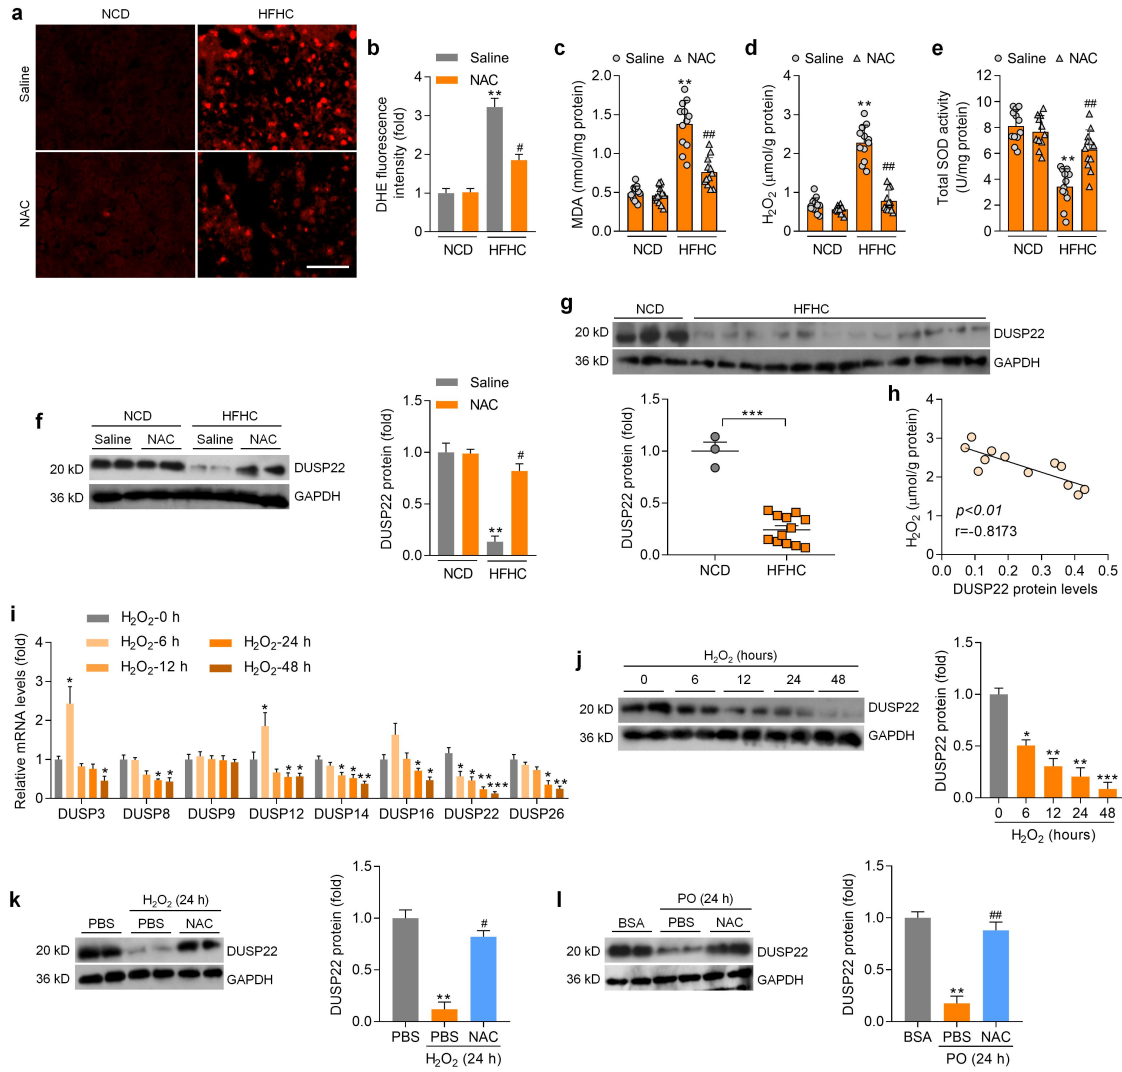 a
NCD
HFHC
Saline
NAC
b
Saline
NAC
DHE fluorescence
intensity (fold)
4
3
2
1
0
**
#
NCD
HFHC
c
Saline
NAC
MDA (nmol/mg protein)
2.0
1.5
1.0
0.5
0.0
**
##
NCD
HFHC
d
Saline
NAC
H₂O₂ (μmol/g protein)
4
3
2
1
0
**
##
NCD
HFHC
e
Saline
NAC
Total SOD activity
(U/mg protein)
12
10
8
6
4
2
0
**
##
NCD
HFHC
f
NCD
HFHC
Saline
NAC
Saline
NAC
20 kD
DUSP22
36 kD
GAPDH
Saline
NAC
DUSP22 protein (fold)
1.5
1.0
0.5
0.0
**
#
NCD
HFHC
g
NCD
HFHC
20 kD
DUSP22
36 kD
GAPDH
DUSP22 protein (fold)
1.5
1.0
0.5
0.0
***
NCD
HFHC
h
H₂O₂ (μmol/g protein)
4
3
2
1
0
p<0.01
r=-0.8173
0.0
0.1
0.2
0.3
0.4
0.5
DUSP22 protein levels
i
H₂O₂-0 h
H₂O₂-6 h
H₂O₂-12 h
H₂O₂-24 h
H₂O₂-48 h
Relative mRNA levels (fold)
4
3
2
1
0
*
*
* *
*
* *
* * **
* *
* * ** ***
* **
DUSP3
DUSP8
DUSP9
DUSP12
DUSP14
DUSP16
DUSP22
DUSP26
j
H₂O₂ (hours)
0
6
12
24
48
20 kD
DUSP22
36 kD
GAPDH
DUSP22 protein (fold)
1.5
1.0
0.5
0.0
*
**
**
***
0
6
12
24
48
H₂O₂ (hours)
k
H₂O₂ (24 h)
PBS
PBS
NAC
20 kD
DUSP22
36 kD
GAPDH
DUSP22 protein (fold)
1.5
1.0
0.5
0.0
**
#
PBS
PBS
NAC
H₂O₂ (24 h)
l
PO (24 h)
BSA
PBS
NAC
20 kD
DUSP22
36 kD
GAPDH
DUSP22 protein (fold)
1.5
1.0
0.5
0.0
**
##
BSA
PBS
NAC
PO (24 h)